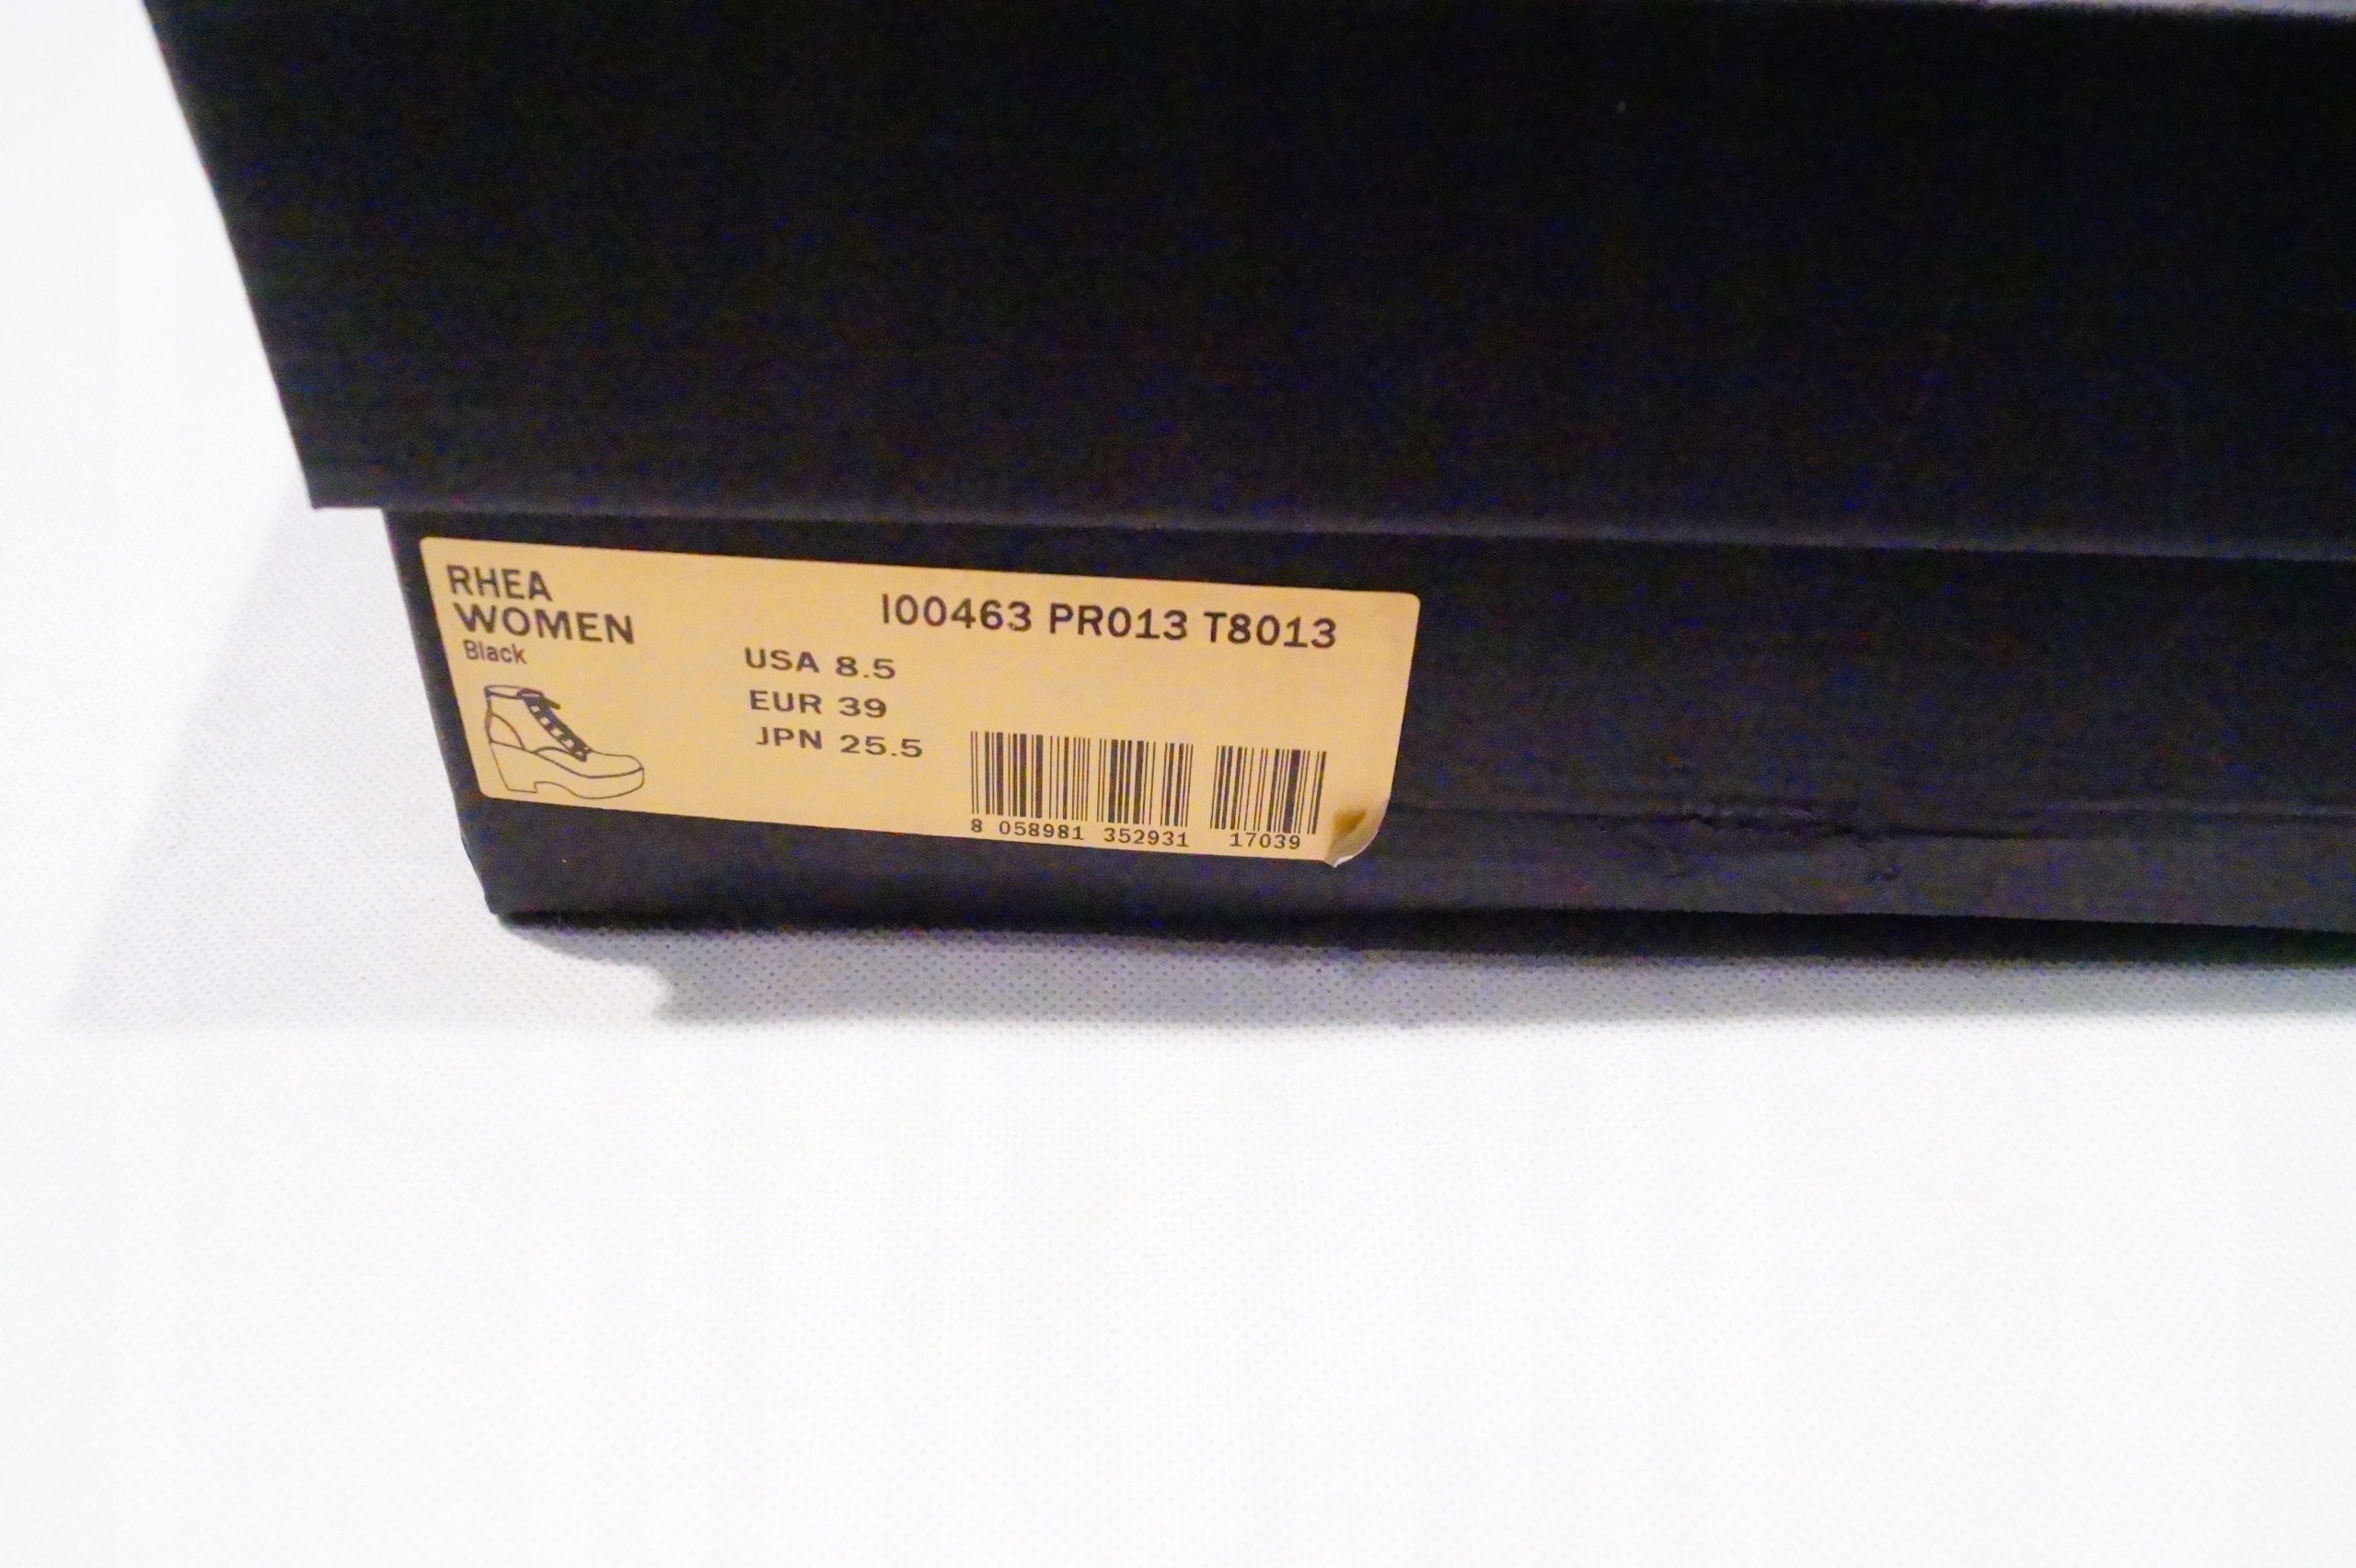 RHEA
WOMEN
Black
I00463 PR013 T8013
USA 8.5
EUR 39
JPN 25.5
8 058981 352931 17039